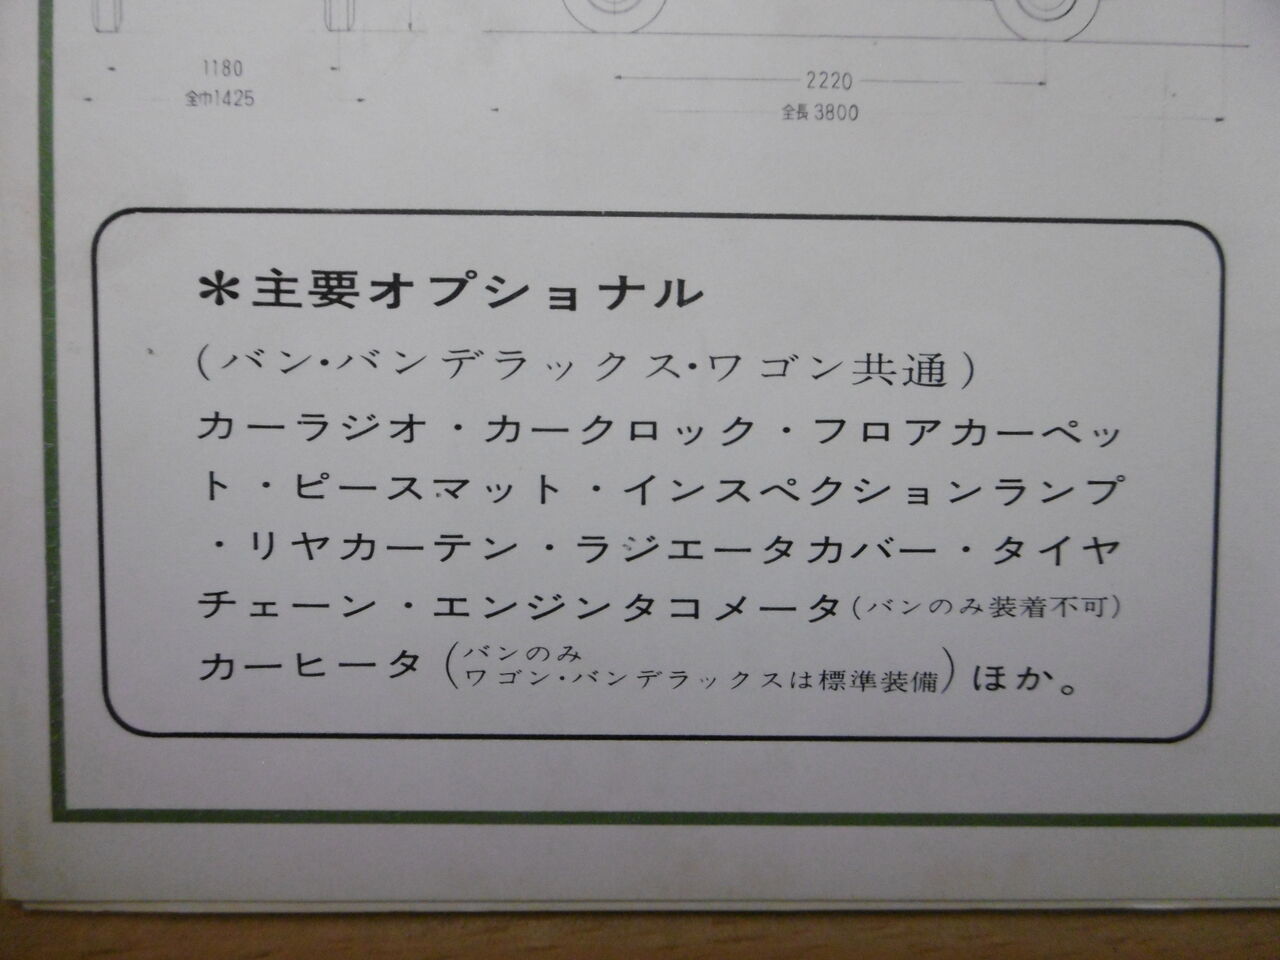 1180
2220
全巾1425
全長3800
＊主要オプショナル
(バン・バンデラックス・ワゴン共通)
カーラジオ・カークロック・フロアカーペッ
ト・ピースマット・インスペクションランプ
・リヤカーテン・ラジエータカバー・タイヤ
チェーン・エンジンタコメータ(バンのみ装着不可)
カーヒータ(バンのみ
ワゴン・バンデラックスは標準装備)ほか。